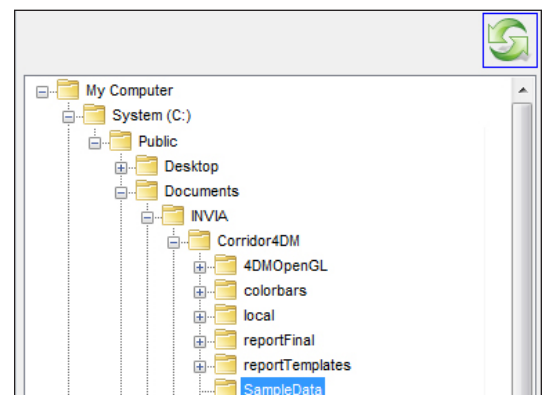 My Computer
System (C:)
Public
Desktop
Documents
INVIA
Corridor4DM
4DMOpenGL
colorbars
local
reportFinal
reportTemplates
SampleData